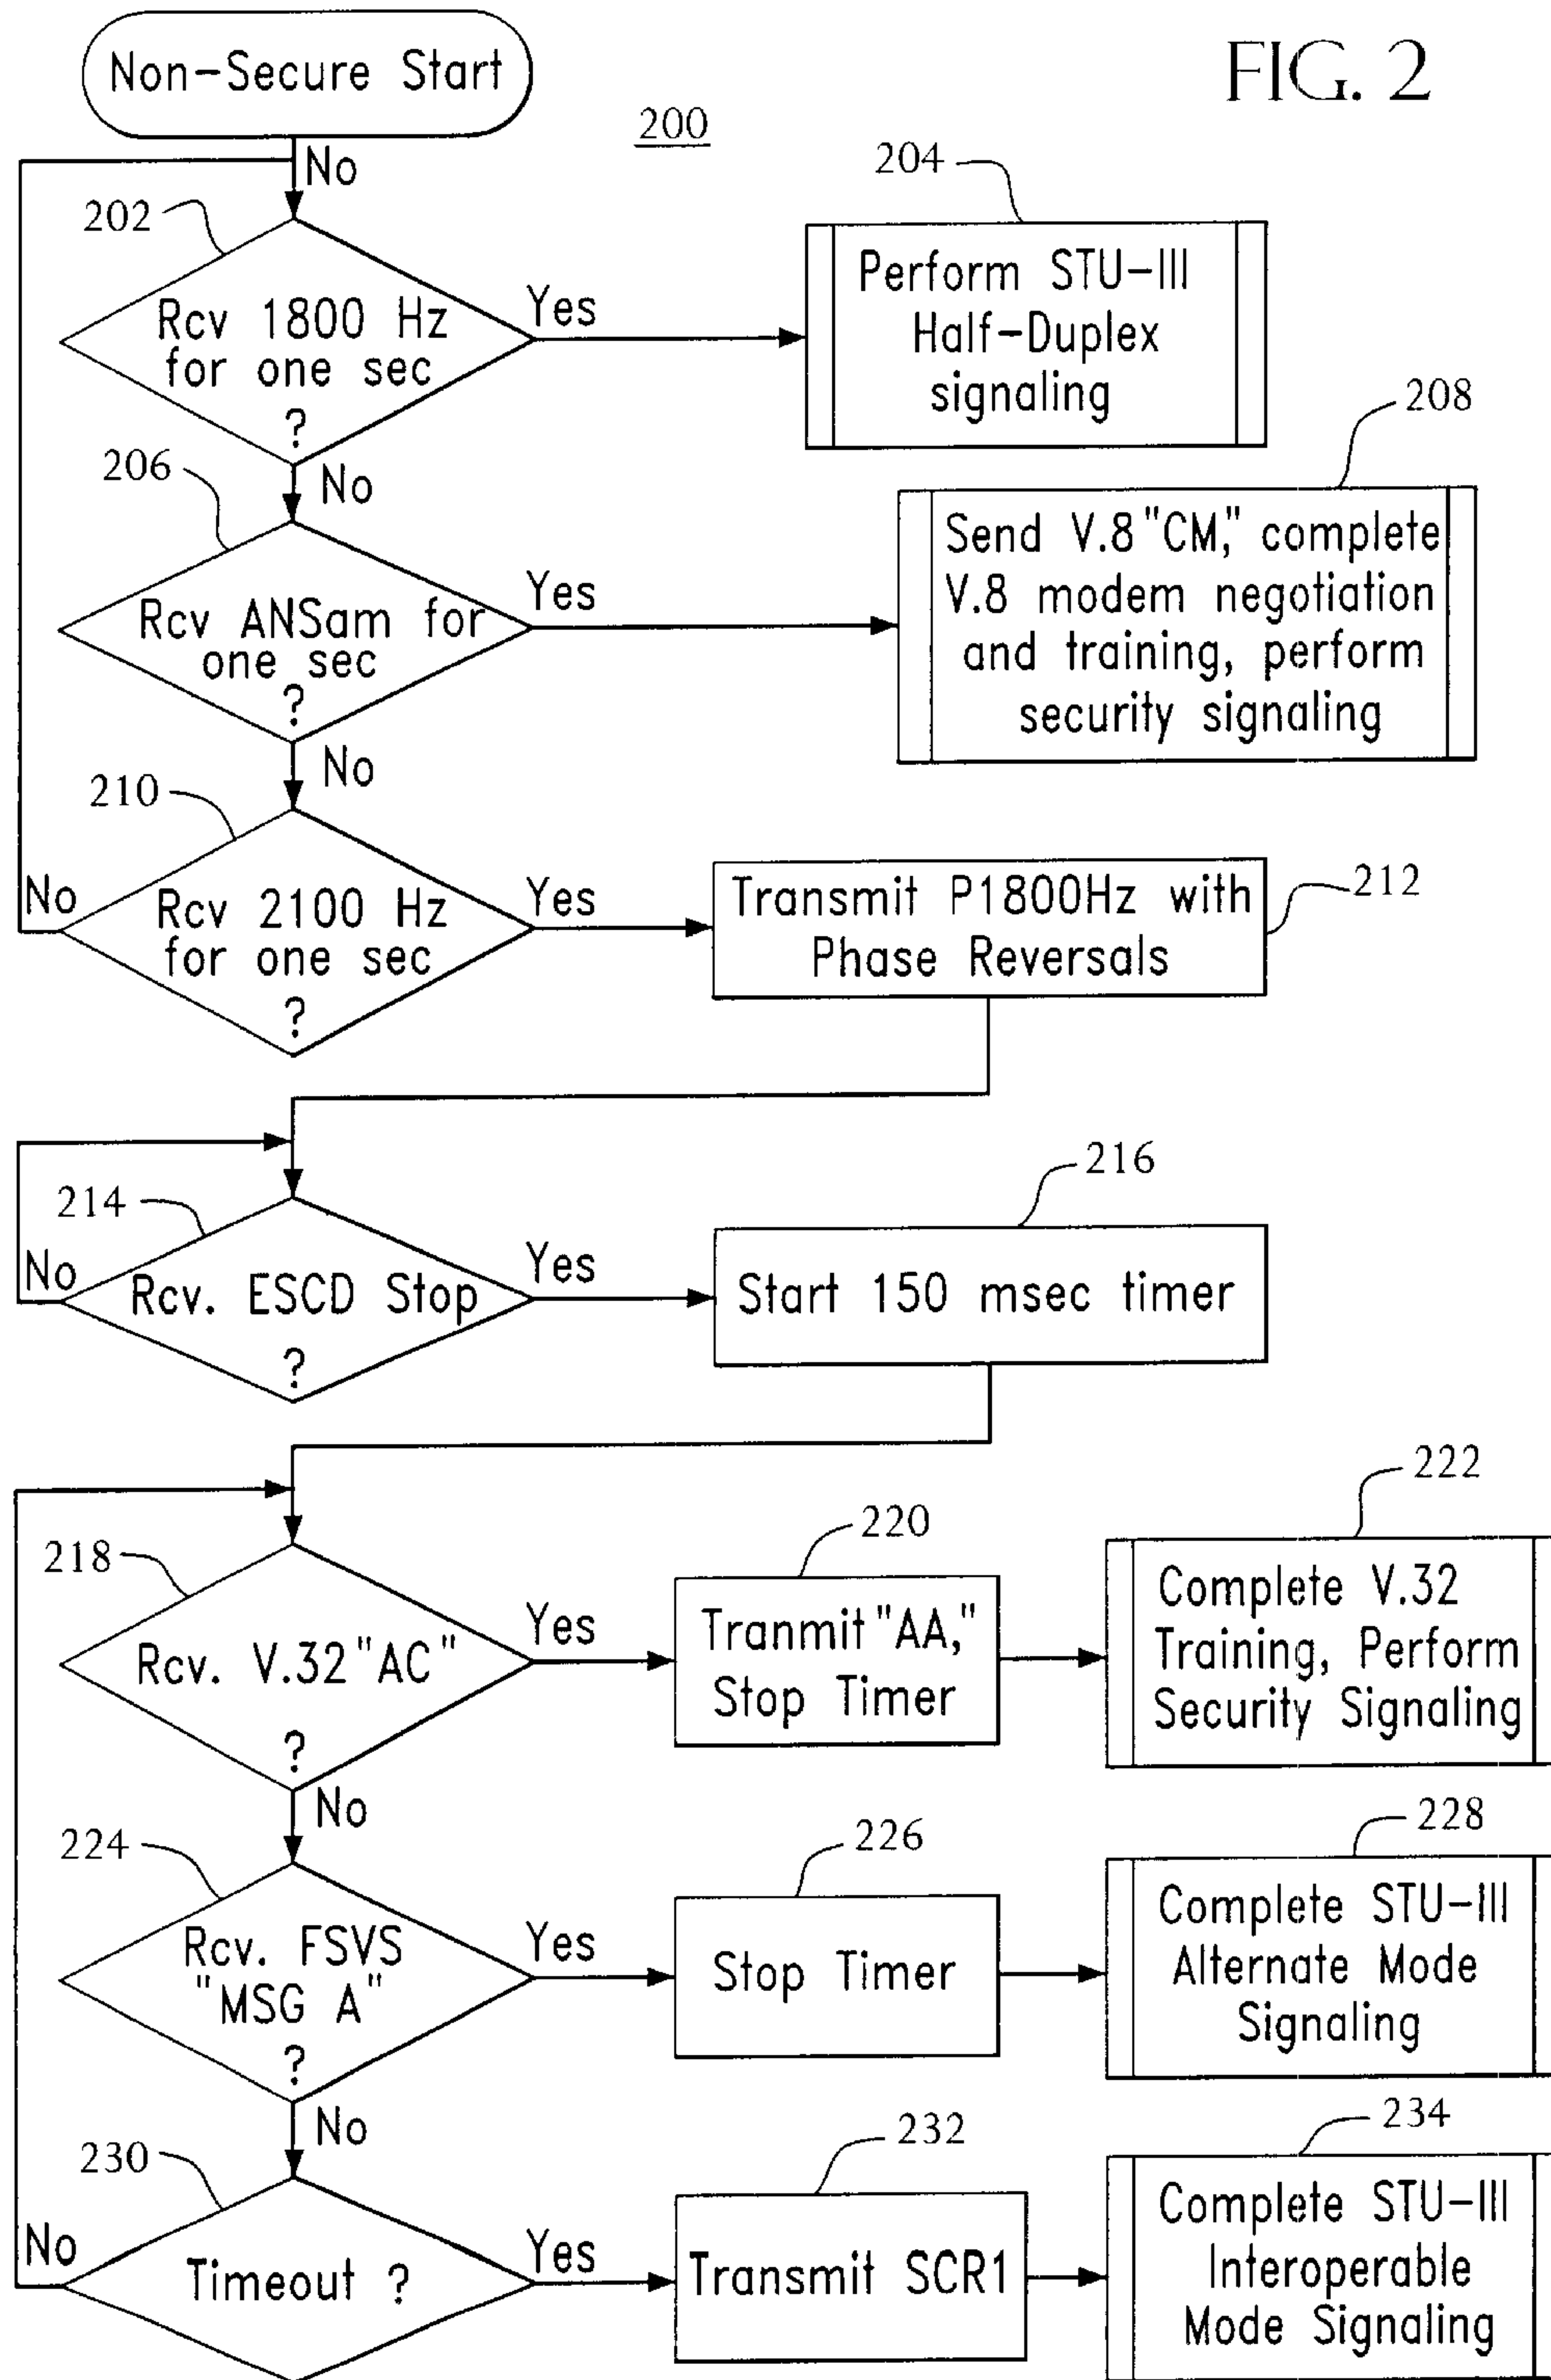 FIG. 2
Non-Secure Start
200
No
202
204
Rcv 1800 Hz
for one sec
?
Yes
Perform STU-III
Half-Duplex
signaling
No
206
208
Rcv ANSam for
one sec
?
Yes
Send V.8 "CM," complete
V.8 modem negotiation
and training, perform
security signaling
No
210
No
Rcv 2100 Hz
for one sec
?
Yes
Transmit P1800Hz with
Phase Reversals
212
214
No
Rcv. ESCD Stop
?
Yes
216
Start 150 msec timer
218
Rcv. V.32 "AC"
?
Yes
220
Tranmit "AA,"
Stop Timer
222
Complete V.32
Training, Perform
Security Signaling
No
224
Rcv. FSVS
"MSG A"
?
Yes
226
Stop Timer
228
Complete STU-III
Alternate Mode
Signaling
No
230
No
Timeout ?
Yes
232
Transmit SCR1
234
Complete STU-III
Interoperable
Mode Signaling